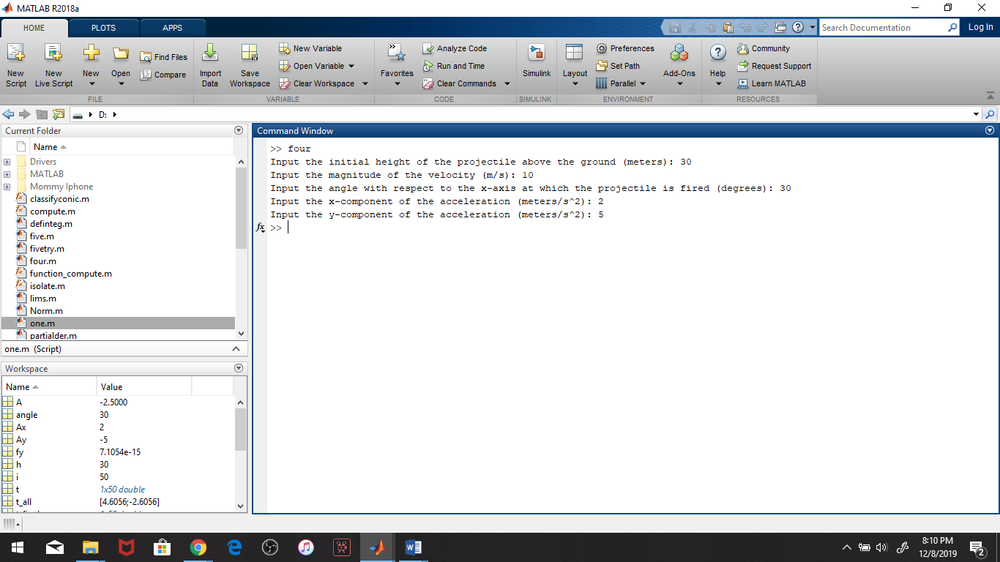 MATLAB R2018a
HOME PLOTS APPS
Search Documentation
Log In
New Script
New Live Script
New
Open
Find Files
Compare
FILE
Import Data
Save Workspace
New Variable
Open Variable
Clear Workspace
VARIABLE
Favorites
Analyze Code
Run and Time
Clear Commands
CODE
Simulink
SIMULINK
Layout
Preferences
Set Path
Parallel
Add-Ons
ENVIRONMENT
Help
Community
Request Support
Learn MATLAB
RESOURCES
D:
Current Folder
Name
Drivers
MATLAB
Mommy Iphone
classifyconic.m
compute.m
definteg.m
five.m
fivetry.m
four.m
function_compute.m
isolate.m
lims.m
Norm.m
one.m
partialder.m
one.m (Script)
Workspace
Name Value
A -2.5000
angle 30
Ax 2
Ay -5
fy 7.1054e-15
h 30
i 50
t 1x50 double
t_all [4.6056;-2.6056]
Command Window
>> four
Input the initial height of the projectile above the ground (meters): 30
Input the magnitude of the velocity (m/s): 10
Input the angle with respect to the x-axis at which the projectile is fired (degrees): 30
Input the x-component of the acceleration (meters/s^2): 2
Input the y-component of the acceleration (meters/s^2): 5
fx >>
8:10 PM
12/8/2019
2